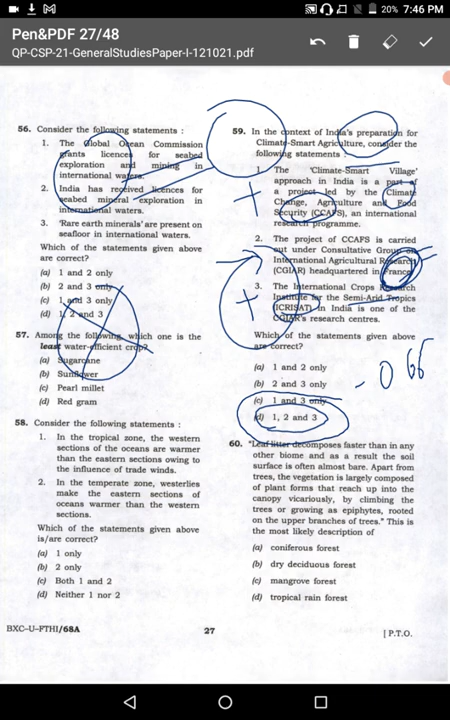 20% 7:46 PM
Pen&PDF 27/48
QP-CSP-21-GeneralStudiesPaper-I-121021.pdf
56. Consider the following statements :
1. The Global Ocean Commission
grants licences for seabed
exploration and mining in
international waters.
2. India has received licences for
seabed mineral exploration in
international waters.
3. 'Rare earth minerals' are present on
seafloor in international waters.
Which of the statements given above
are correct?
(a) 1 and 2 only
(b) 2 and 3 only
(c) 1 and 3 only
(d) 1, 2 and 3
57. Among the following, which one is the
least water-efficient crop?
(a) Sugarcane
(b) Sunflower
(c) Pearl millet
(d) Red gram
58. Consider the following statements :
1. In the tropical zone, the western
sections of the oceans are warmer
than the eastern sections owing to
the influence of trade winds.
2. In the temperate zone, westerlies
make the eastern sections of
oceans warmer than the western
sections.
Which of the statements given above
is/are correct?
(a) 1 only
(b) 2 only
(c) Both 1 and 2
(d) Neither 1 nor 2
59. In the context of India's preparation for
Climate-Smart Agriculture, consider the
following statements :
1. The 'Climate-Smart Village'
approach in India is a part of
a project led by the Climate
Change, Agriculture and Food
Security (CCAFS), an international
research programme.
2. The project of CCAFS is carried
out under Consultative Group on
International Agricultural Research
(CGIAR) headquartered in France.
3. The International Crops Research
Institute for the Semi-Arid Tropics
(ICRISAT) in India is one of the
CGIAR's research centres.
Which of the statements given above
are correct?
(a) 1 and 2 only
(b) 2 and 3 only
(c) 1 and 3 only
(d) 1, 2 and 3
- 0 66
60. "Leaf litter decomposes faster than in any
other biome and as a result the soil
surface is often almost bare. Apart from
trees, the vegetation is largely composed
of plant forms that reach up into the
canopy vicariously, by climbing the
trees or growing as epiphytes, rooted
on the upper branches of trees." This is
the most likely description of
(a) coniferous forest
(b) dry deciduous forest
(c) mangrove forest
(d) tropical rain forest
BXC-U-FTHI/68A 27 [ P.T.O.